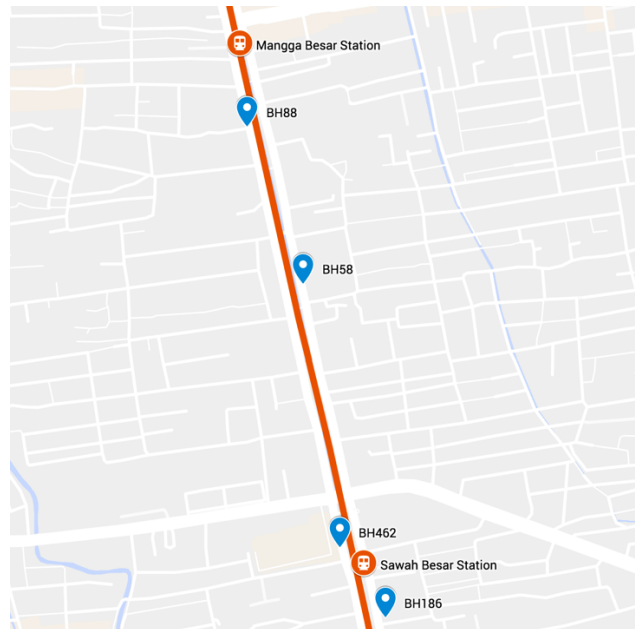 Mangga Besar Station
BH88
BH58
BH462
Sawah Besar Station
BH186